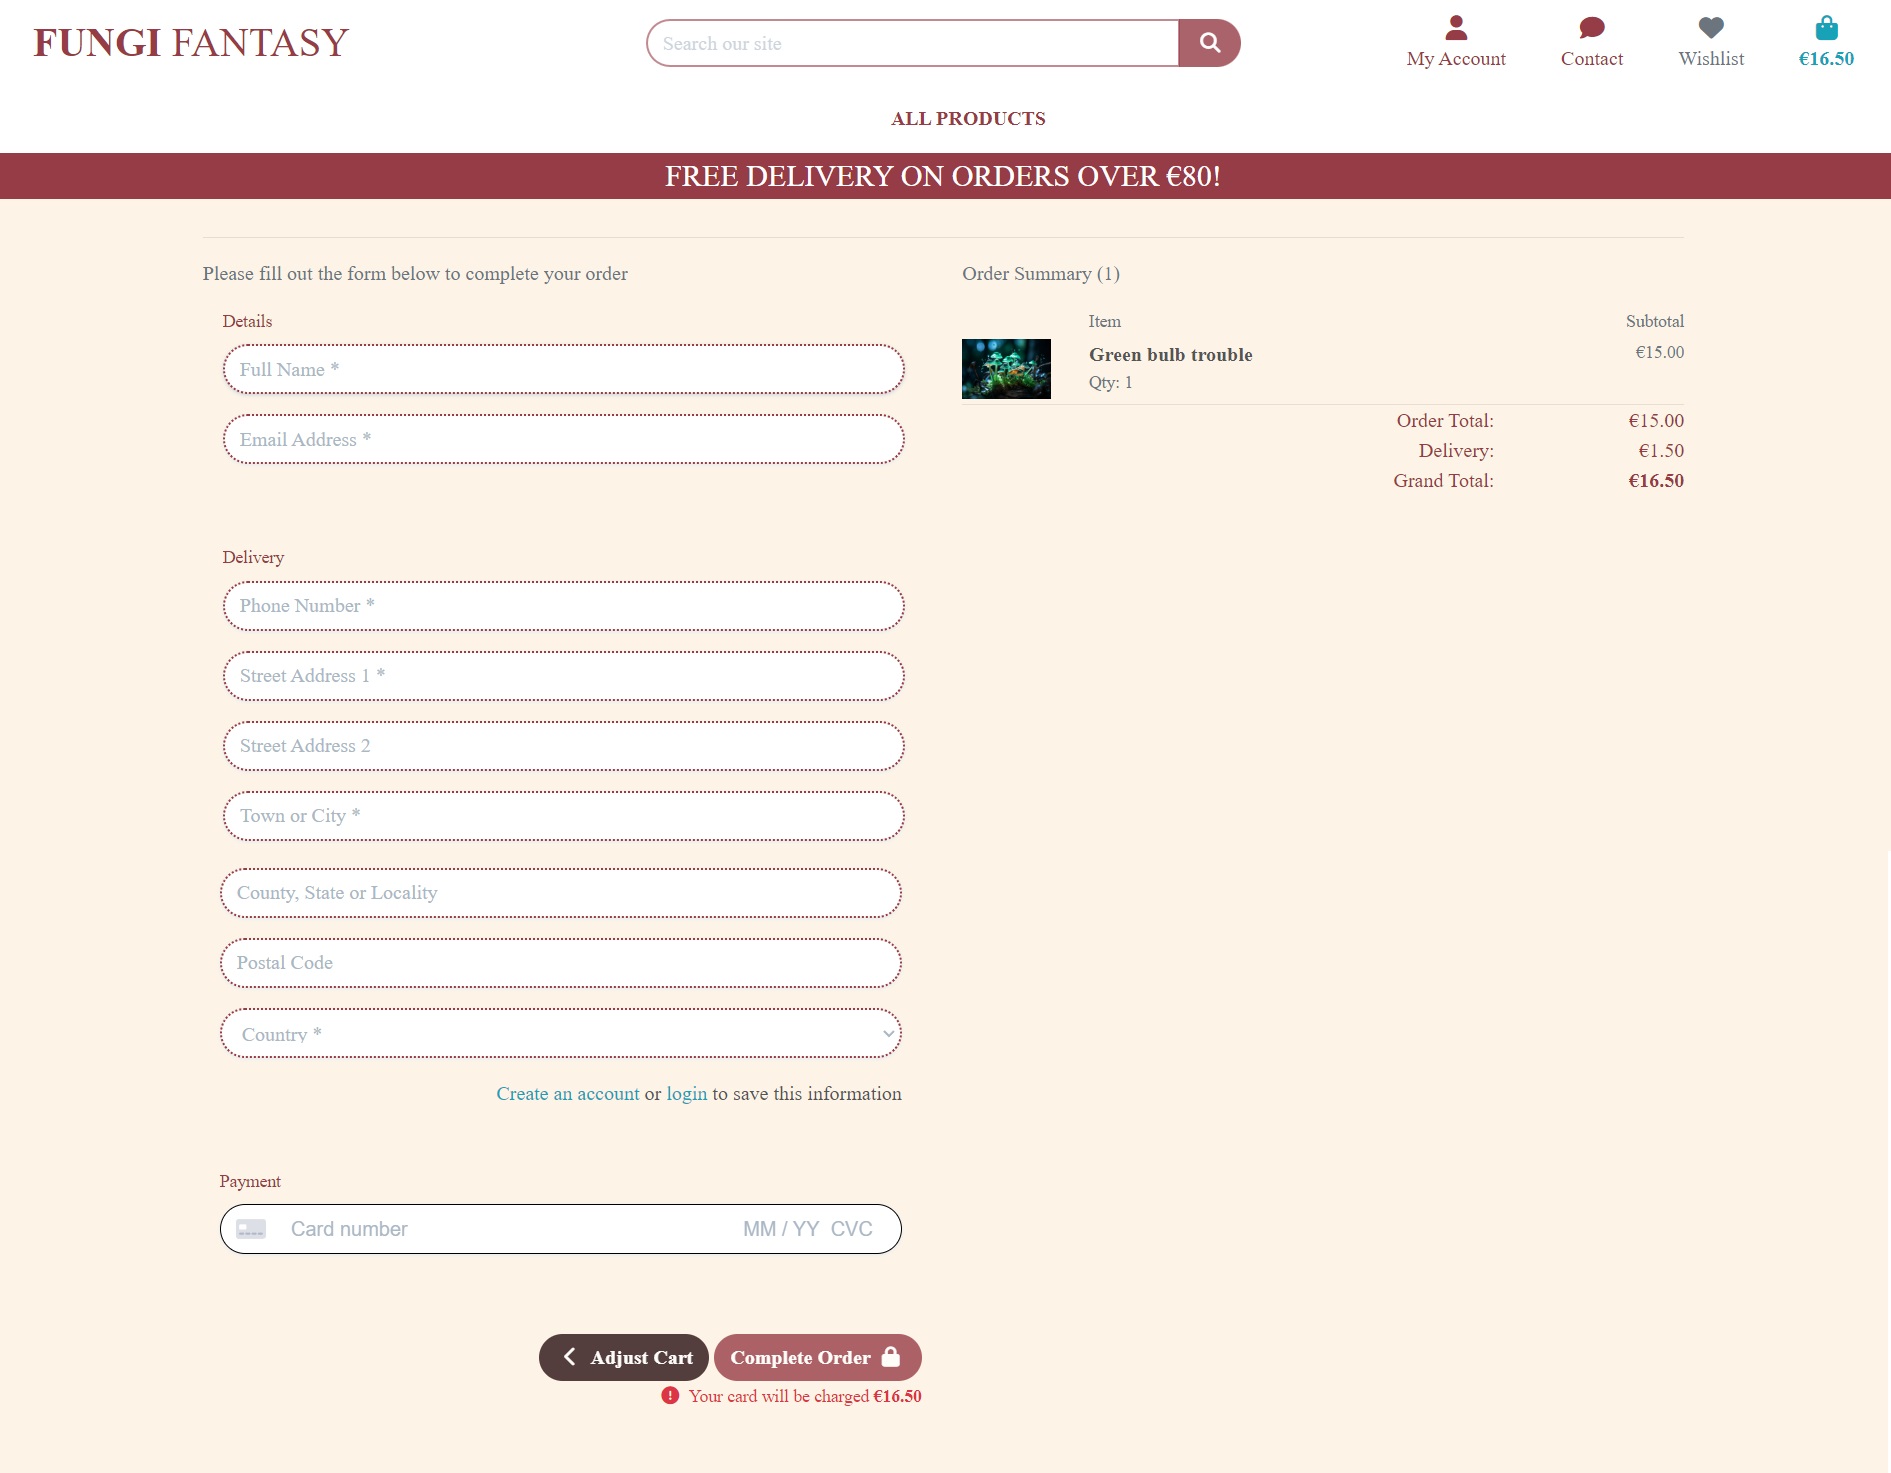 FUNGI FANTASY
Search our site
My Account
Contact
Wishlist
€16.50
ALL PRODUCTS
FREE DELIVERY ON ORDERS OVER €80!
Please fill out the form below to complete your order
Details
Full Name *
Email Address *
Delivery
Phone Number *
Street Address 1 *
Street Address 2
Town or City *
County, State or Locality
Postal Code
Country *
Create an account or login to save this information
Payment
Card number MM / YY CVC
Adjust Cart
Complete Order
Your card will be charged €16.50
Order Summary (1)
Item Subtotal
Green bulb trouble €15.00
Qty: 1
Order Total: €15.00
Delivery: €1.50
Grand Total: €16.50